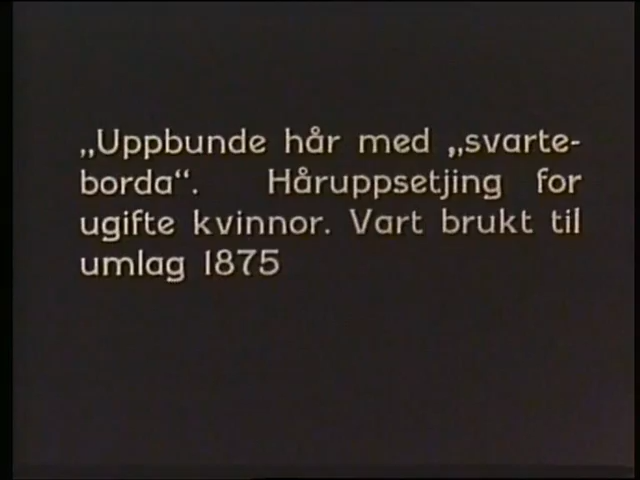 „Uppbunde hår med „svarte-
borda“. Håruppsetjing for
ugifte kvinnor. Vart brukt til
umlag 1875